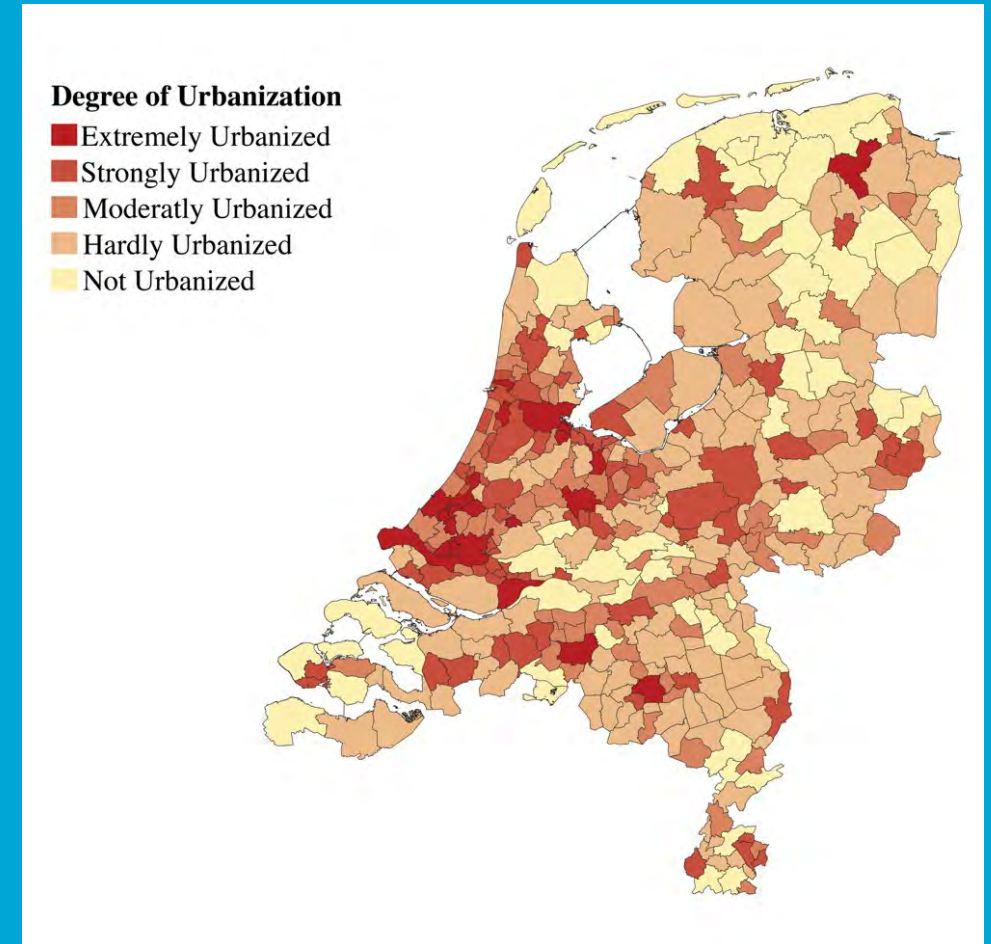 Degree of Urbanization
Extremely Urbanized
Strongly Urbanized
Moderatly Urbanized
Hardly Urbanized
Not Urbanized